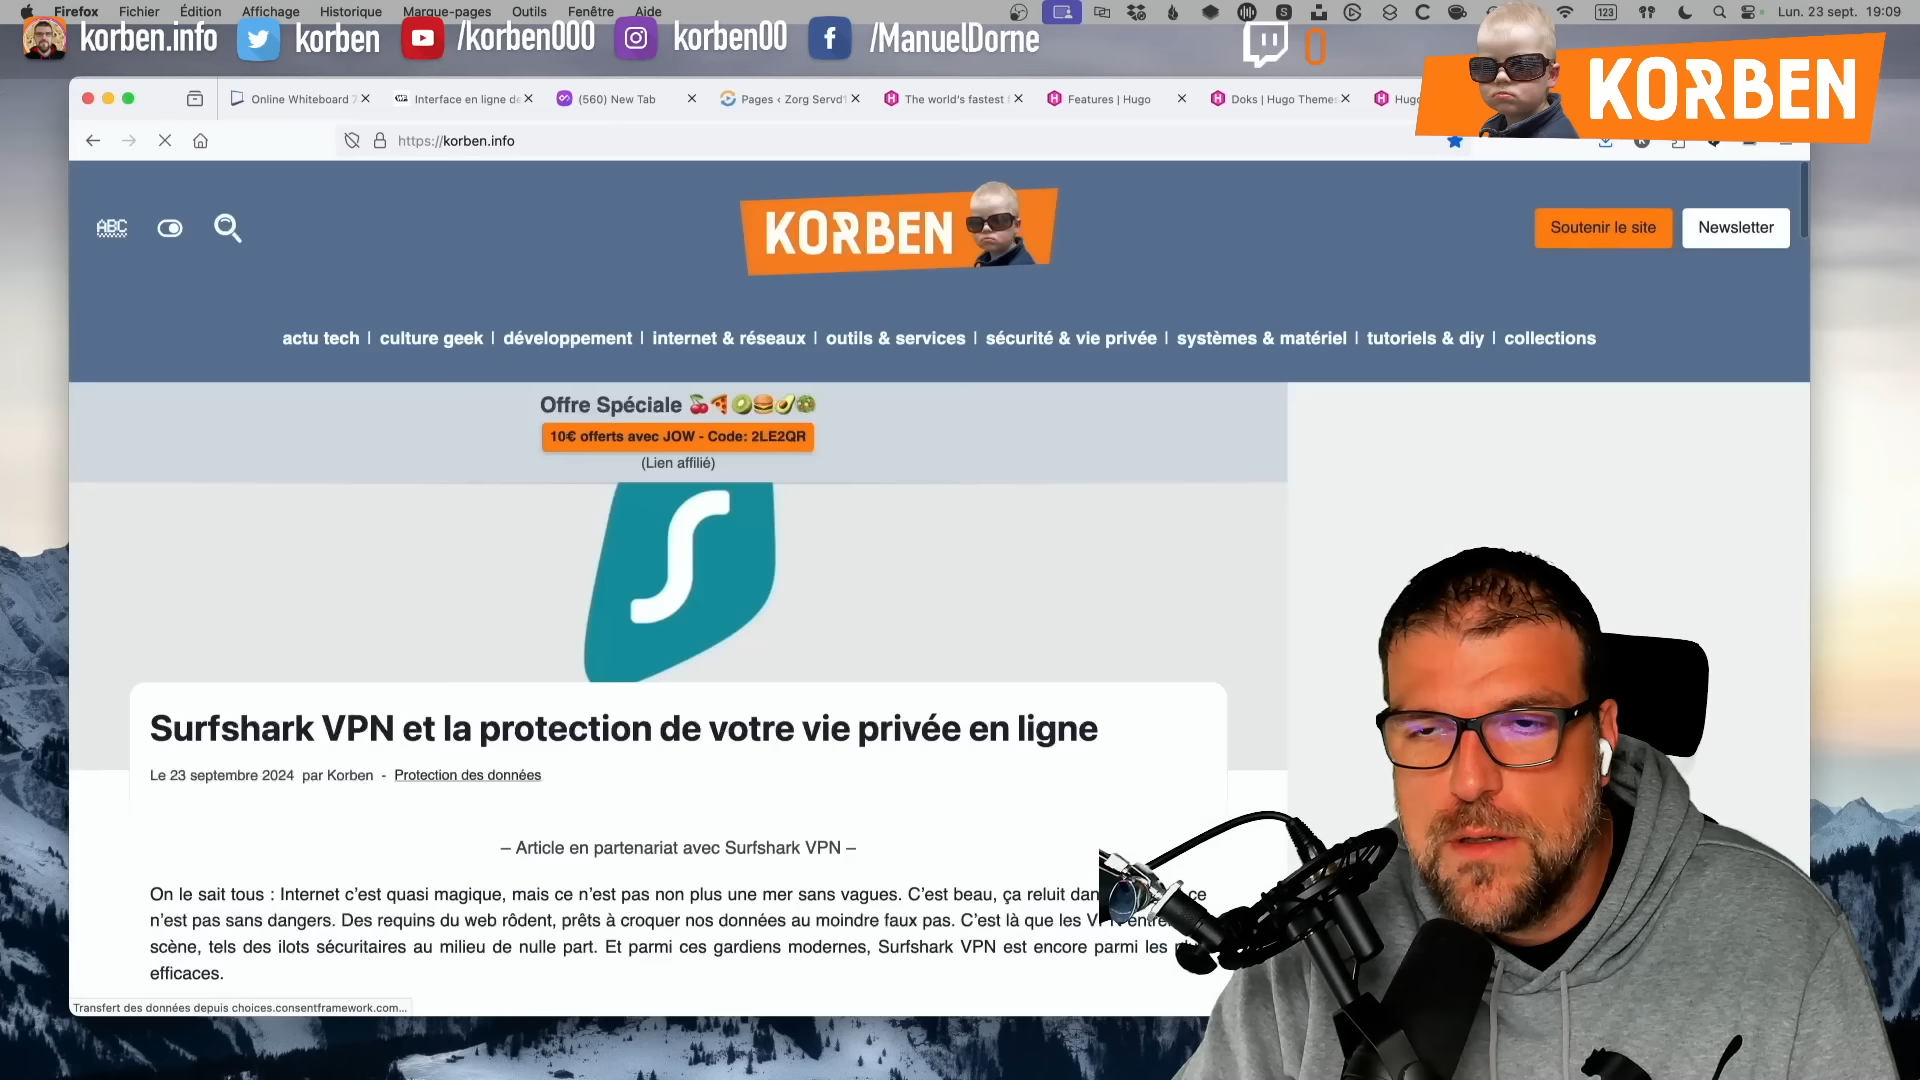 Firefox Fichier Édition Affichage Historique Marque-pages Outils Fenêtre Aide
123 Lun. 23 sept. 19:09
korben.info korben /korben000 korben00 /ManuelDorne 0
KORBEN
Online Whiteboard 7 Interface en ligne de (560) New Tab Pages ‹ Zorg Servd' The world's fastest f Features | Hugo Doks | Hugo Theme Hugo
https://korben.info
ABC
KORBEN
Soutenir le site Newsletter
actu tech | culture geek | développement | internet & réseaux | outils & services | sécurité & vie privée | systèmes & matériel | tutoriels & diy | collections
Offre Spéciale
10€ offerts avec JOW - Code: 2LE2QR
(Lien affilié)
Surfshark VPN et la protection de votre vie privée en ligne
Le 23 septembre 2024 par Korben - Protection des données
– Article en partenariat avec Surfshark VPN –
On le sait tous : Internet c'est quasi magique, mais ce n'est pas non plus une mer sans vagues. C'est beau, ça reluit dan ce
n'est pas sans dangers. Des requins du web rôdent, prêts à croquer nos données au moindre faux pas. C'est là que les
scène, tels des ilots sécuritaires au milieu de nulle part. Et parmi ces gardiens modernes, Surfshark VPN est encore parmi les
efficaces.
Transfert des données depuis choices.consentframework.com...